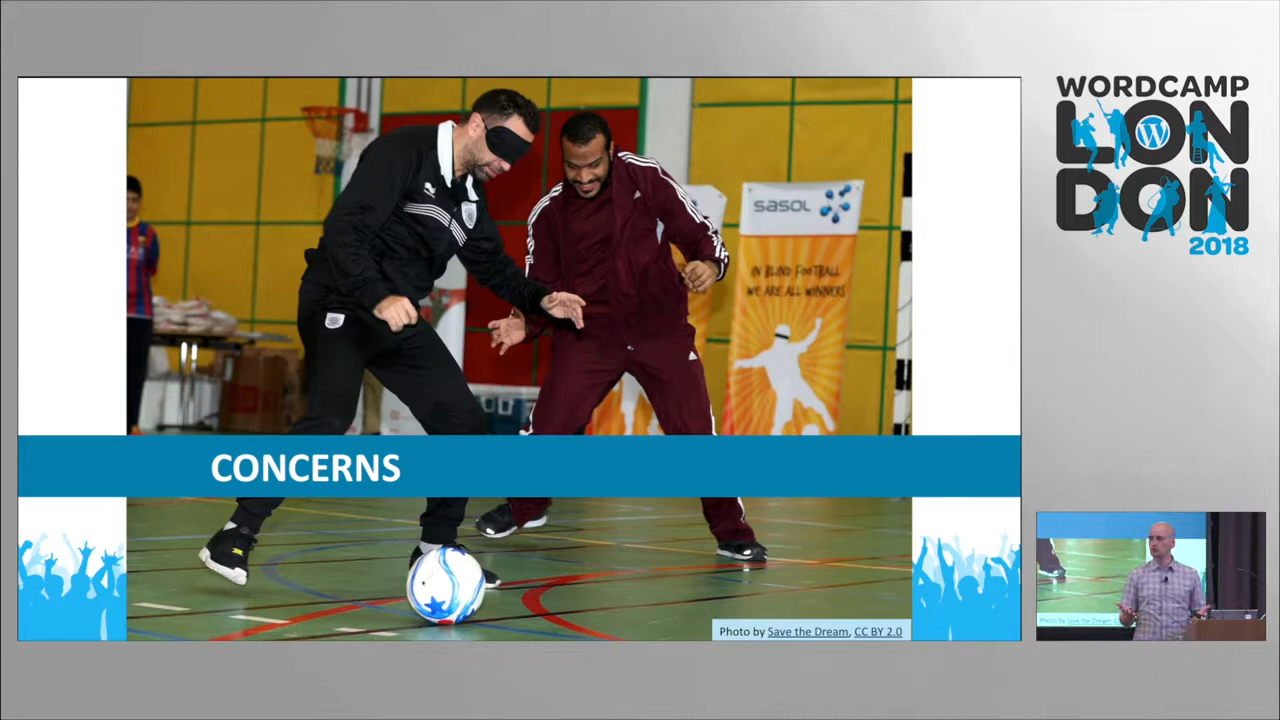 sasol
IN BLIND FOOTBALL
WE ARE ALL WINNERS
CONCERNS
Photo by Save the Dream, CC BY 2.0
WORDCAMP
LON
DON
2018